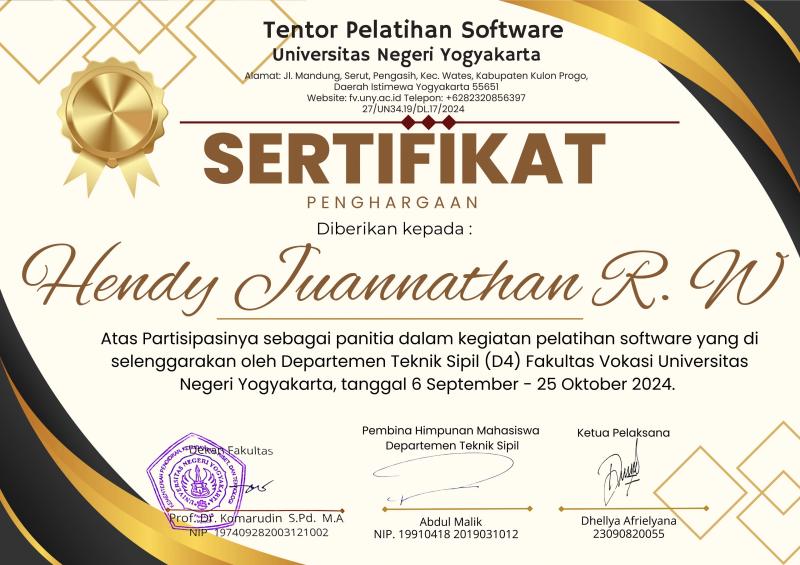 Tentor Pelatihan Software
Universitas Negeri Yogyakarta
Alamat: Jl. Mandung, Serut, Pengasih, Kec. Wates, Kabupaten Kulon Progo,
Daerah Istimewa Yogyakarta 55651
Website: fv.uny.ac.id Telepon: +6282320856397
27/UN34.19/DL17/2024
SERTIFIKAT
PENGHARGAAN
Diberikan kepada :
Hendy Juannathan R. W
Atas Partisipasinya sebagai panitia dalam kegiatan pelatihan software yang di
selenggarakan oleh Departemen Teknik Sipil (D4) Fakultas Vokasi Universitas
Negeri Yogyakarta, tanggal 6 September - 25 Oktober 2024.
Dekan Fakultas
UNIVERSITAS NEGERI YOGYAKARTA
Prof. Dr. Komarudin S.Pd. M.A
NIP 197409282003121002
Pembina Himpunan Mahasiswa
Departemen Teknik Sipil
Abdul Malik
NIP. 19910418 2019031012
Ketua Pelaksana
Dhellya Afrielyana
23090820055